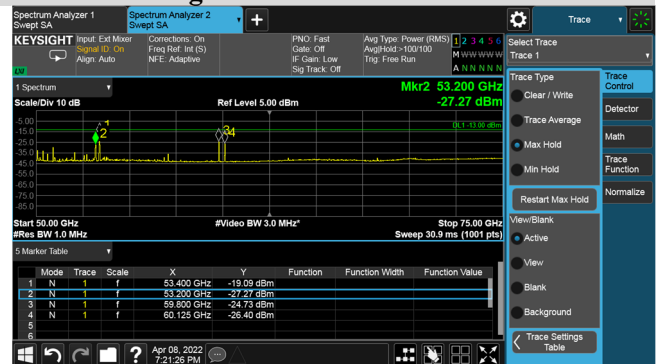 Spectrum Analyzer 1
Swept SA
Spectrum Analyzer 2
Swept SA
Trace
KEYSIGHT
Input: Ext Mixer
Signal ID: On
Align: Auto
Corrections: On
Freq Ref: Int (S)
NFE: Adaptive
PNO: Fast
Gate: Off
IF Gain: Low
Sig Track: Off
Avg Type: Power (RMS)
Avg|Hold:>100/100
Trig: Free Run
1 2 3 4 5 6
M W W W W W
A N N N N N
Select Trace
Trace 1
1 Spectrum
Mkr2 53.200 GHz
Scale/Div 10 dB
Ref Level 5.00 dBm
-27.27 dBm
-5.00
DL1 -13.00 dBm
-15.0
-25.0
-35.0
-45.0
-55.0
-65.0
-75.0
-85.0
1
2
3
4
Start 50.00 GHz
#Video BW 3.0 MHz*
Stop 75.00 GHz
#Res BW 1.0 MHz
Sweep 30.9 ms (1001 pts)
5 Marker Table
Mode Trace Scale X Y Function Function Width Function Value
1 N 1 f 53.400 GHz -19.09 dBm
2 N 1 f 53.200 GHz -27.27 dBm
3 N 1 f 59.800 GHz -24.73 dBm
4 N 1 f 60.125 GHz -26.40 dBm
5
6
Trace Type
Clear / Write
Trace Average
Max Hold
Min Hold
Restart Max Hold
View/Blank
Active
View
Blank
Background
Trace Settings
Table
Trace
Control
Detector
Math
Trace
Function
Normalize
Apr 08, 2022
7:21:26 PM